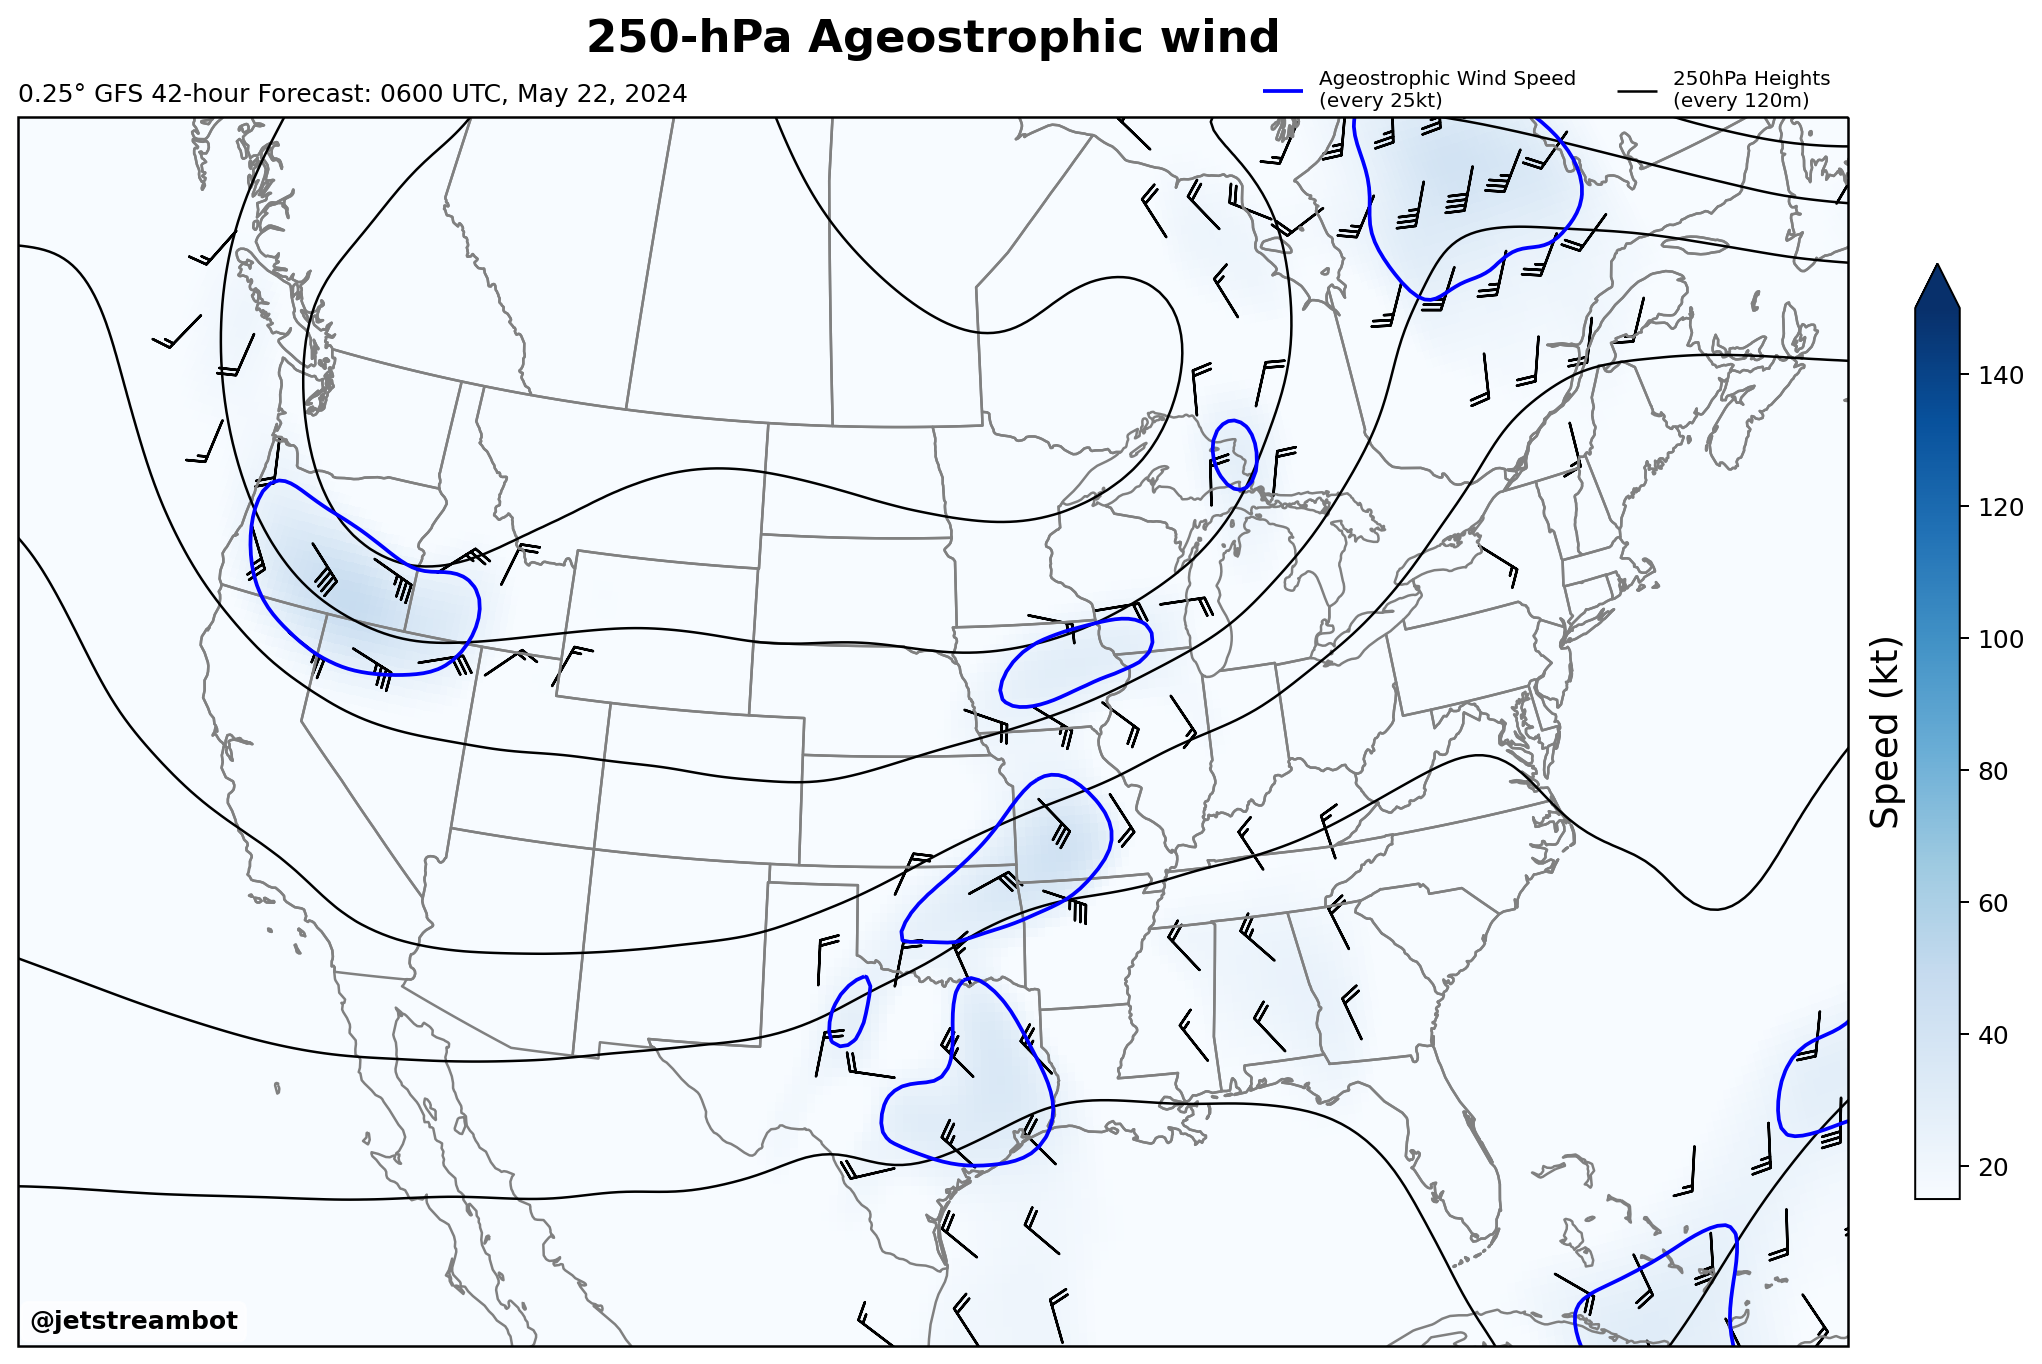 250-hPa Ageostrophic wind
0.25° GFS 42-hour Forecast: 0600 UTC, May 22, 2024
Ageostrophic Wind Speed
(every 25kt)
250hPa Heights
(every 120m)
140
120
100
80
60
40
20
Speed (kt)
@jetstreambot